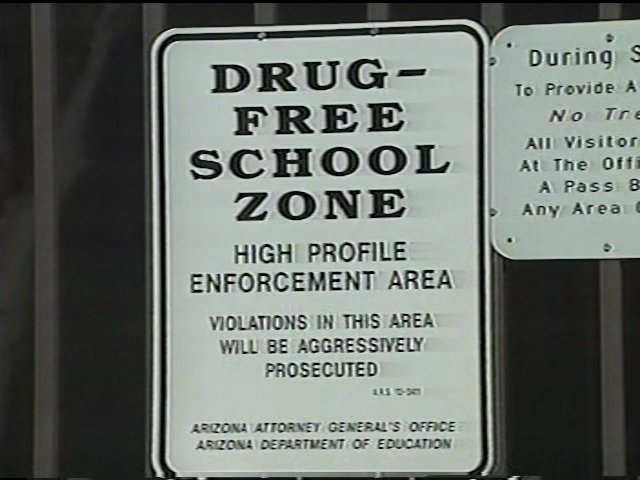 DRUG-
FREE
SCHOOL
ZONE
HIGH PROFILE
ENFORCEMENT AREA
VIOLATIONS IN THIS AREA
WILL BE AGGRESSIVELY
PROSECUTED
A.R.S.
ARIZONA ATTORNEY GENERAL'S OFFICE
ARIZONA DEPARTMENT OF EDUCATION
During S
To Provide A
No Tre
All Visitor
At The Offi
A Pass B
Any Area